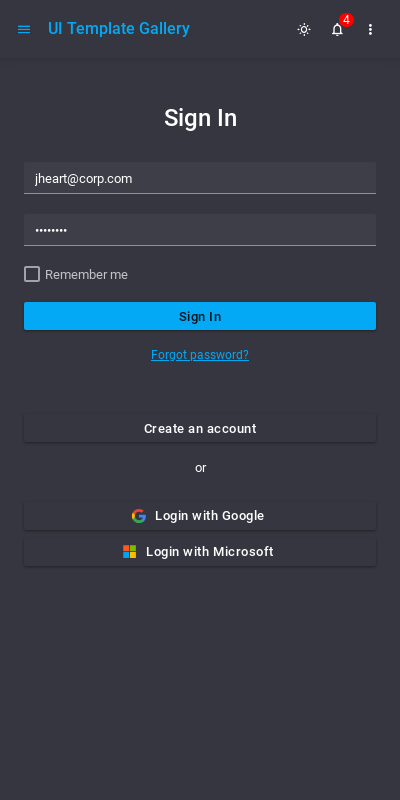 UI Template Gallery
4
Sign In
jheart@corp.com
••••••••
Remember me
Sign In
Forgot password?
Create an account
or
Login with Google
Login with Microsoft